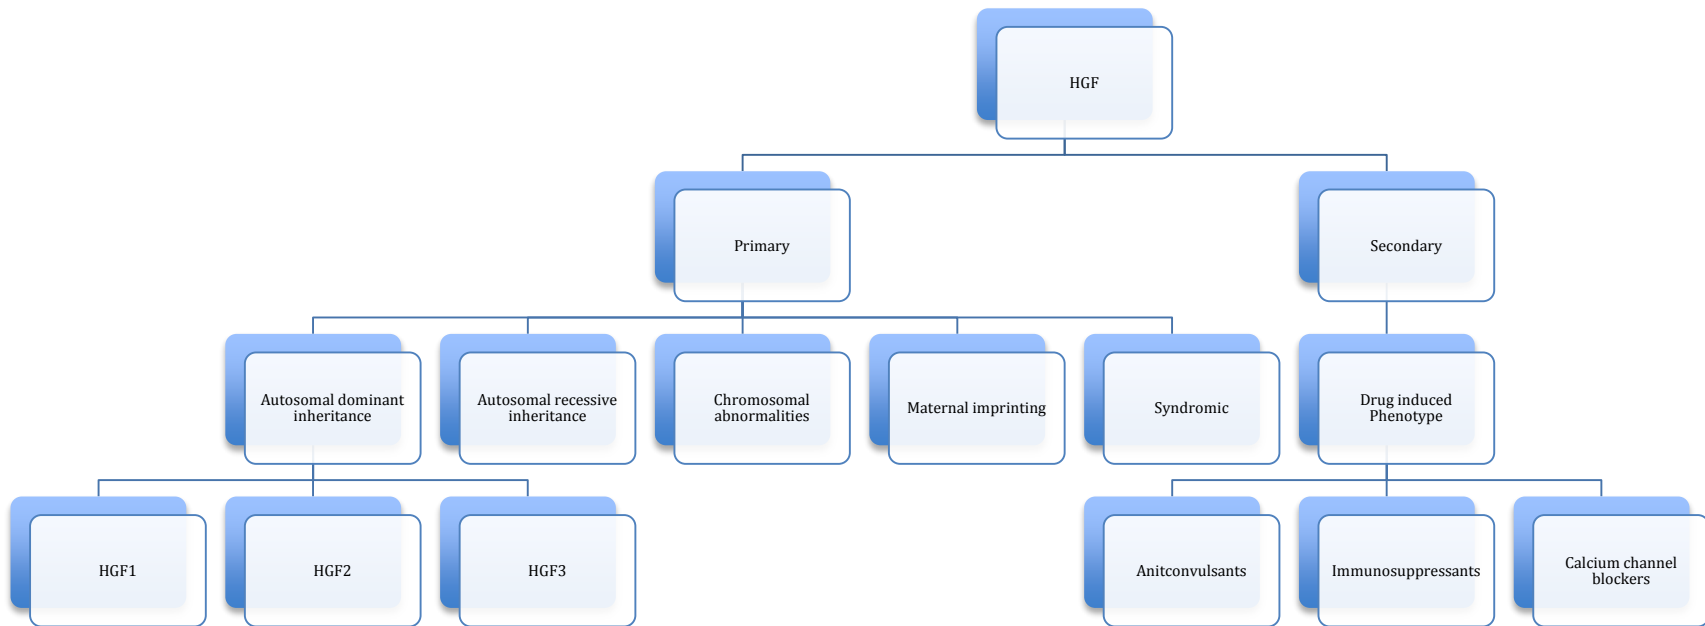 HGF
Primary
Secondary
Autosomal dominant
inheritance
Autosomal recessive
inheritance
Chromosomal
abnormalities
Maternal imprinting
Syndromic
Drug induced
Phenotype
HGF1
HGF2
HGF3
Anitconvulsants
Immunosuppressants
Calcium channel
blockers